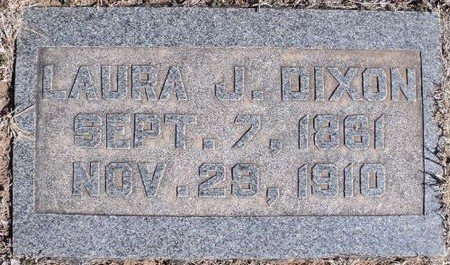 LAURA J. DIXON
SEPT. 7, 1861
NOV. 29, 1910